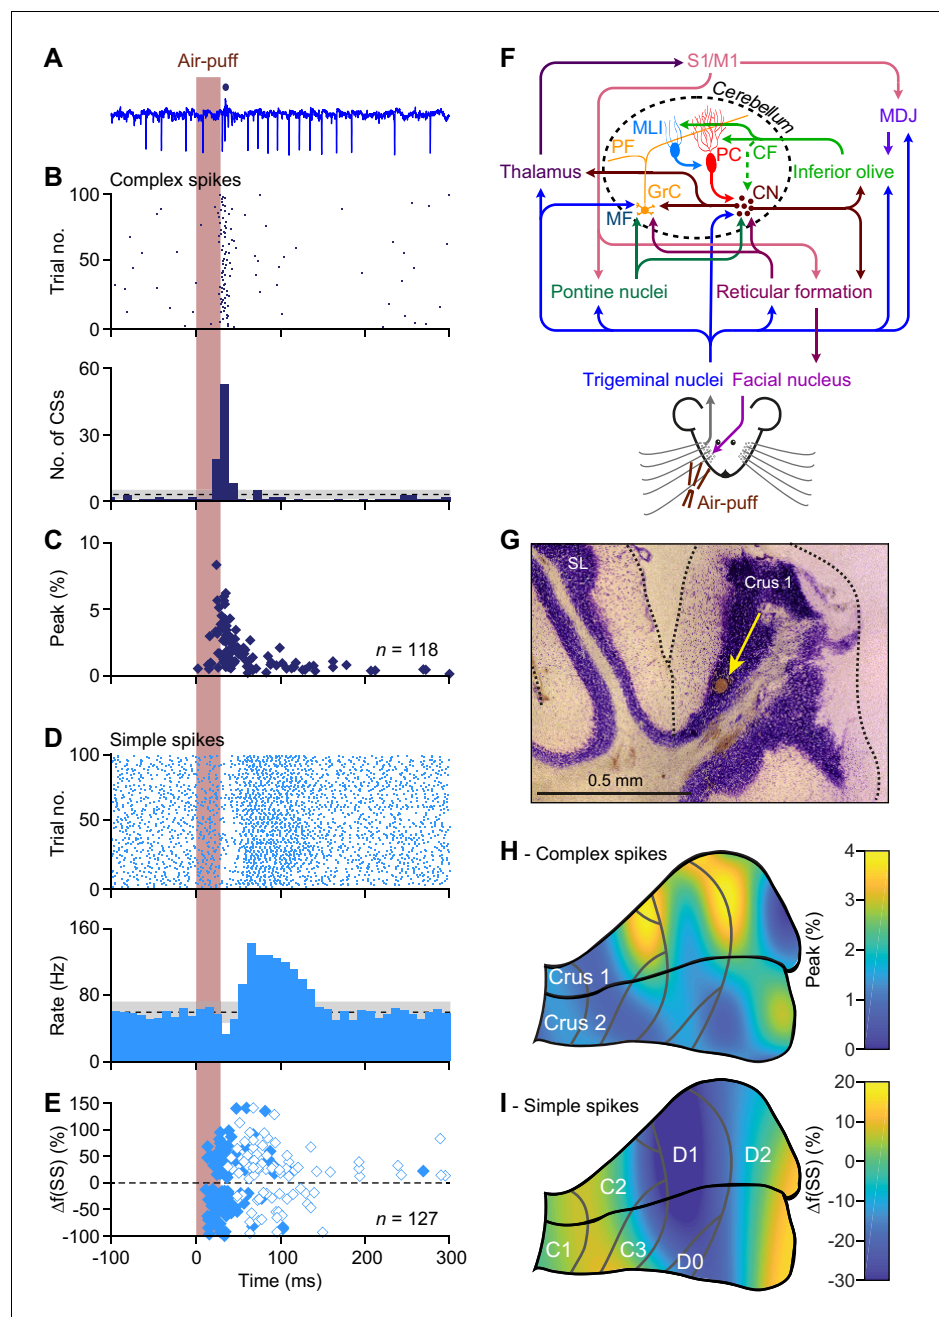 A
Air-puff
B
Complex spikes
100
50
0
Trial no.
60
30
0
No. of CSs
C
10
5
0
Peak (%)
n = 118
D
Simple spikes
100
50
0
Trial no.
160
80
0
Rate (Hz)
E
150
100
50
0
-50
-100
Δf(SS) (%)
n = 127
-100 0 100 200 300
Time (ms)
F
S1/M1
Cerebellum
MDJ
MLI
PF
PC
CF
Thalamus
Inferior olive
GrC
CN
MF
Pontine nuclei
Reticular formation
Trigeminal nuclei
Facial nucleus
Air-puff
G
SL
Crus 1
0.5 mm
H - Complex spikes
Crus 1
Crus 2
4
3
2
1
0
Peak (%)
I - Simple spikes
D1
D2
C2
C1
C3
D0
20
10
0
-10
-20
-30
Δf(SS) (%)